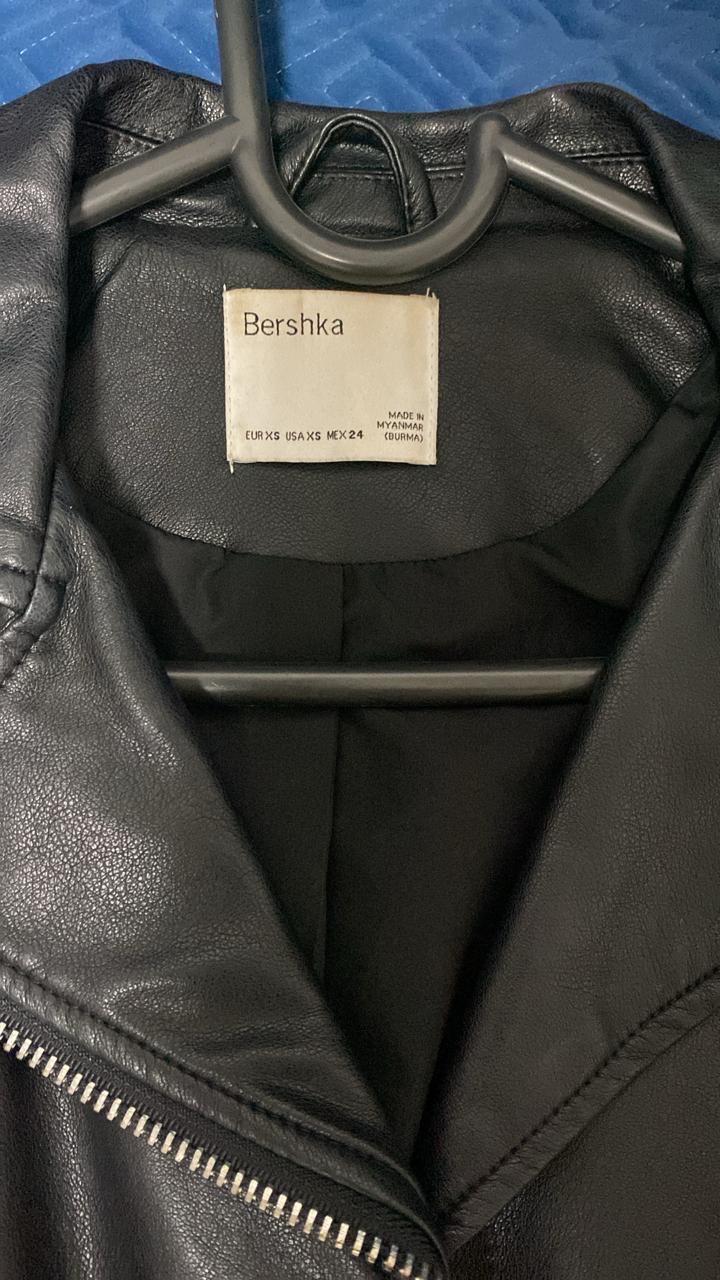 Bershka
MADE IN
MYANMAR
EUR XS USA XS MEX 24 (BURMA)